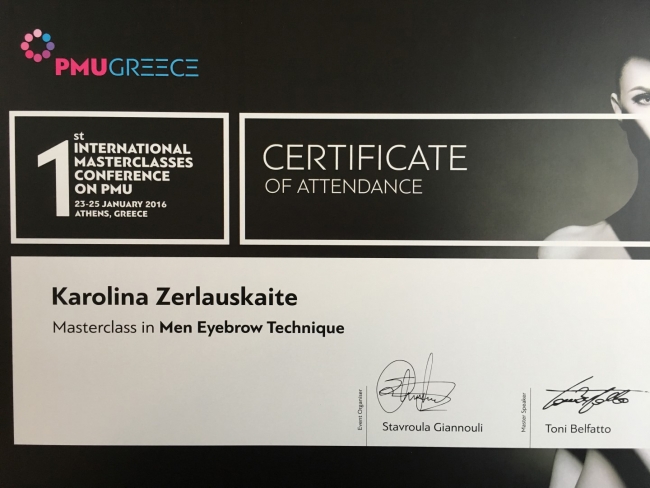 PMUGREECE
1st
INTERNATIONAL
MASTERCLASSES
CONFERENCE
ON PMU
23-25 JANUARY 2016
ATHENS, GREECE
CERTIFICATE
OF ATTENDANCE
Karolina Zerlauskaite
Masterclass in Men Eyebrow Technique
Event Organiser
Stavroula Giannouli
Master Speaker
Toni Belfatto